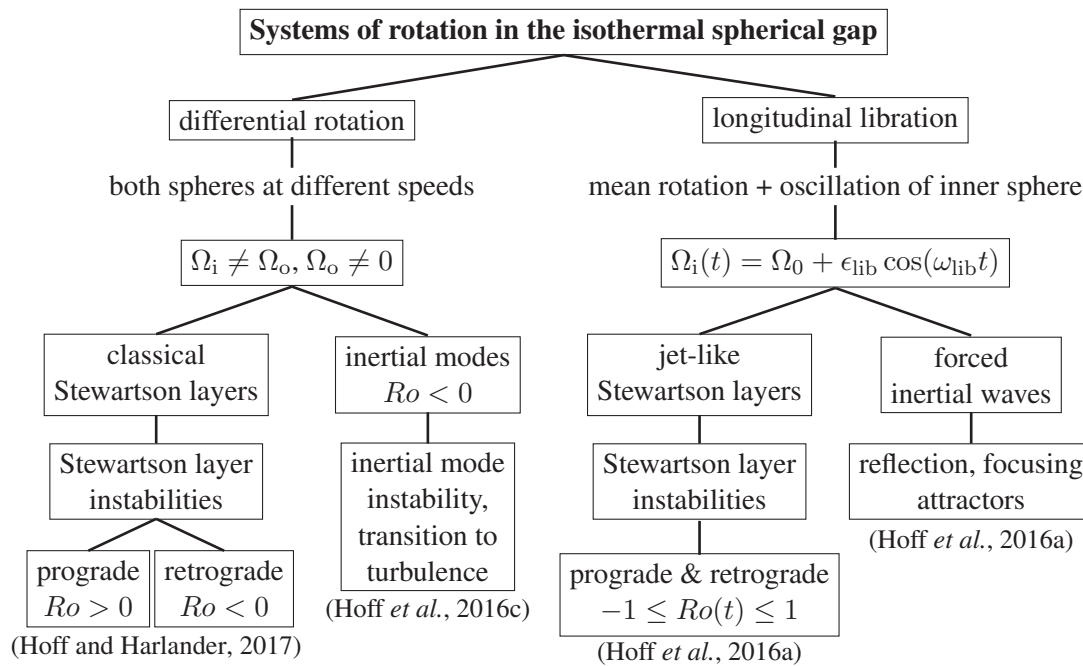 Systems of rotation in the isothermal spherical gap
differential rotation
both spheres at different speeds
Ωi ≠ Ωo, Ωo ≠ 0
classical
Stewartson layers
Stewartson layer
instabilities
prograde
Ro > 0
retrograde
Ro < 0
(Hoff and Harlander, 2017)
inertial modes
Ro < 0
inertial mode
instability,
transition to
turbulence
(Hoff et al., 2016c)
longitudinal libration
mean rotation + oscillation of inner sphere
Ωi(t) = Ω0 + ϵlib cos(ωlibt)
jet-like
Stewartson layers
Stewartson layer
instabilities
prograde & retrograde
−1 ≤ Ro(t) ≤ 1
(Hoff et al., 2016a)
forced
inertial waves
reflection, focusing
attractors
(Hoff et al., 2016a)